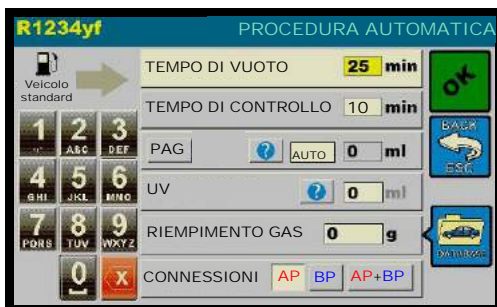 R1234yf PROCEDURA AUTOMATICA
Veicolo
standard
TEMPO DI VUOTO 25 min
TEMPO DI CONTROLLO 10 min
PAG ? AUTO 0 ml
UV ? 0 ml
RIEMPIMENTO GAS 0 g
CONNESSIONI AP BP AP+BP
1 2 ABC 3 DEF
4 GHI 5 JKL 6 MNO
7 PQRS 8 TUV 9 WXYZ
0 X
OK
BACK
ESC
DATABASE